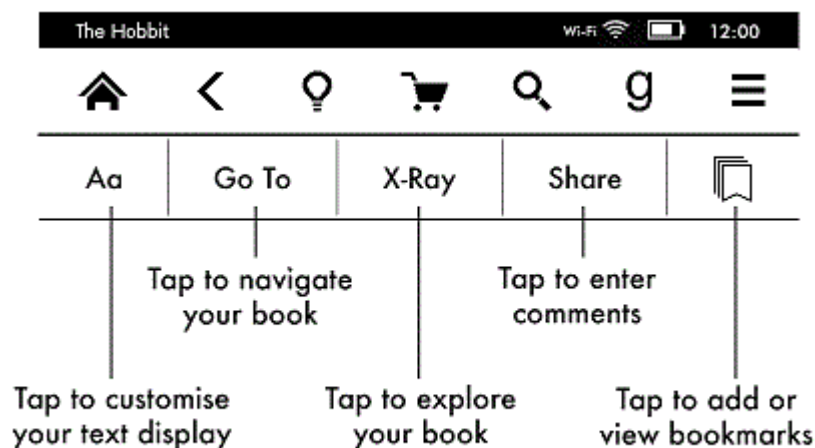 The Hobbit Wi-Fi 12:00
g
Aa Go To X-Ray Share
Tap to navigate
your book
Tap to enter
comments
Tap to customise
your text display
Tap to explore
your book
Tap to add or
view bookmarks